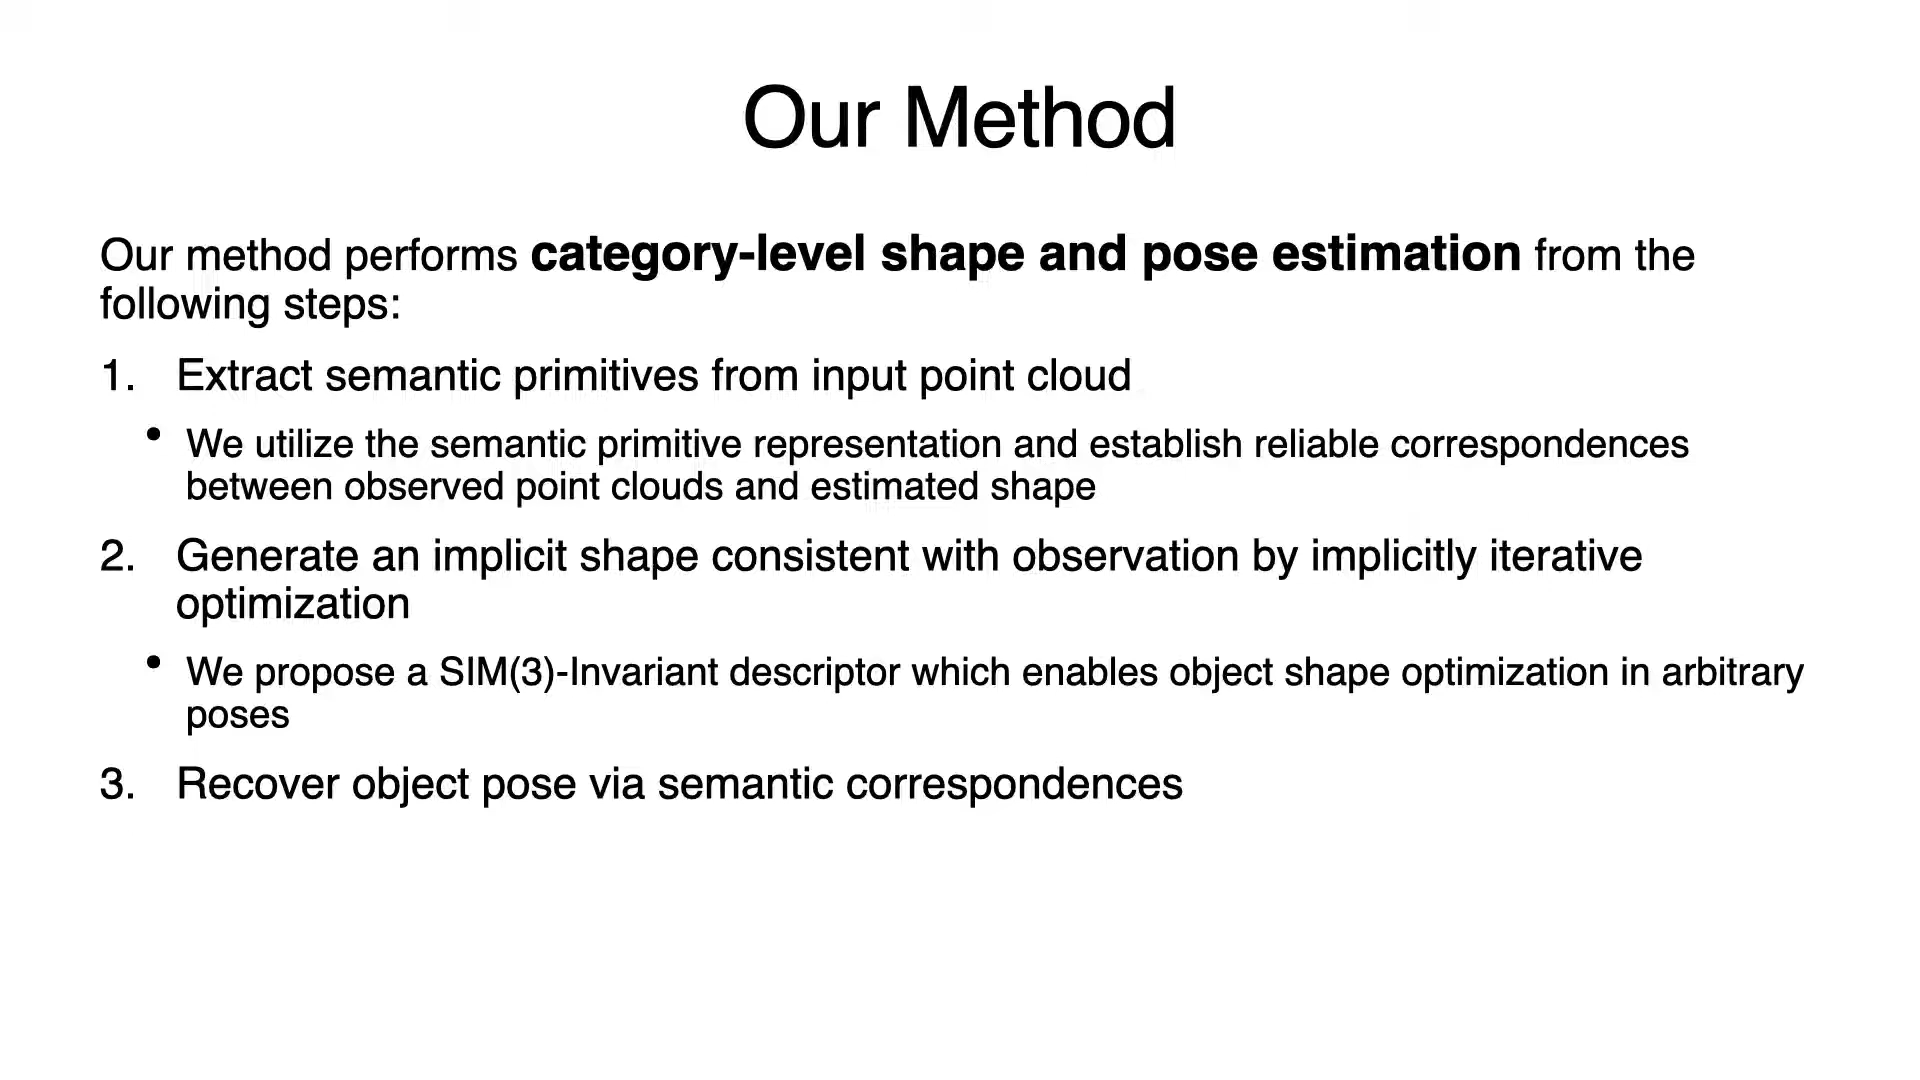 Our Method
Our method performs category-level shape and pose estimation from the
following steps:
1. Extract semantic primitives from input point cloud
• We utilize the semantic primitive representation and establish reliable correspondences
between observed point clouds and estimated shape
2. Generate an implicit shape consistent with observation by implicitly iterative
optimization
• We propose a SIM(3)-Invariant descriptor which enables object shape optimization in arbitrary
poses
3. Recover object pose via semantic correspondences